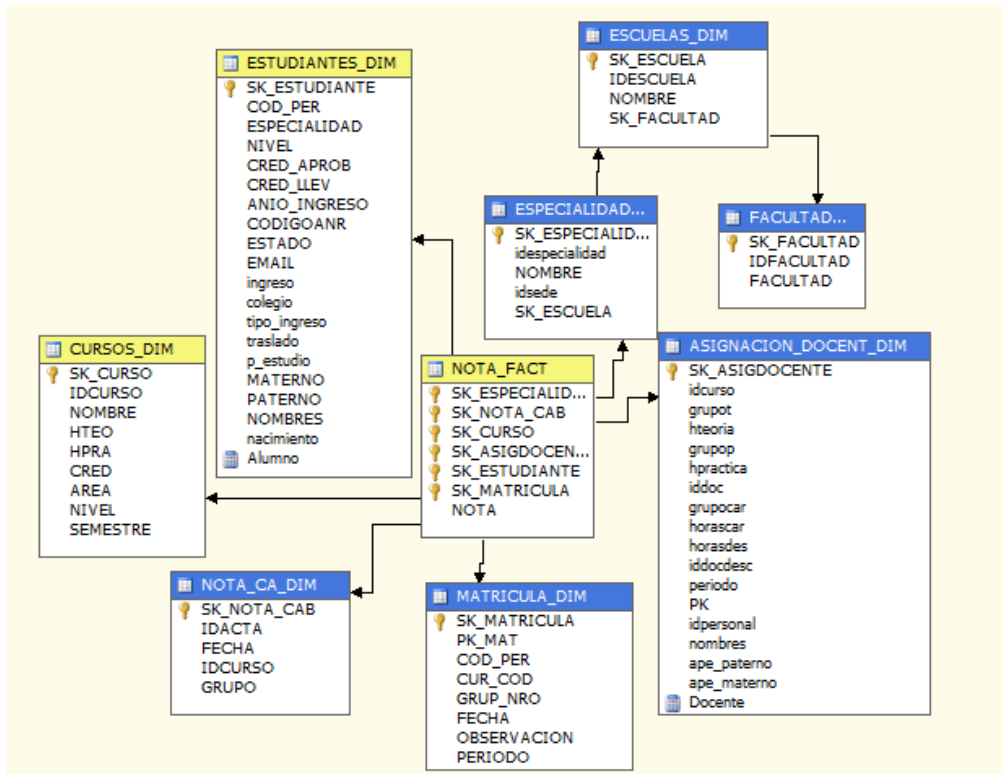 ESCUELAS_DIM
SK_ESCUELA
IDESCUELA
NOMBRE
SK_FACULTAD
ESTUDIANTES_DIM
SK_ESTUDIANTE
COD_PER
ESPECIALIDAD
NIVEL
CRED_APROB
CRED_LLEV
ANIO_INGRESO
CODIGOANR
ESTADO
EMAIL
ingreso
colegio
tipo_ingreso
traslado
p_estudio
MATERNO
PATERNO
NOMBRES
nacimiento
Alumno
ESPECIALIDAD...
SK_ESPECIALID...
idespecialidad
NOMBRE
idsede
SK_ESCUELA
FACULTAD...
SK_FACULTAD
IDFACULTAD
FACULTAD
CURSOS_DIM
SK_CURSO
IDCURSO
NOMBRE
HTEO
HPRA
CRED
AREA
NIVEL
SEMESTRE
NOTA_FACT
SK_ESPECIALID...
SK_NOTA_CAB
SK_CURSO
SK_ASIGDOCEN...
SK_ESTUDIANTE
SK_MATRICULA
NOTA
ASIGNACION_DOCENT_DIM
SK_ASIGDOCENTE
idcurso
grupot
hteoria
grupop
hpractica
iddoc
grupocar
horascar
horasdes
iddocdesc
periodo
PK
idpersonal
nombres
ape_paterno
ape_materno
Docente
NOTA_CA_DIM
SK_NOTA_CAB
IDACTA
FECHA
IDCURSO
GRUPO
MATRICULA_DIM
SK_MATRICULA
PK_MAT
COD_PER
CUR_COD
GRUP_NRO
FECHA
OBSERVACION
PERIODO